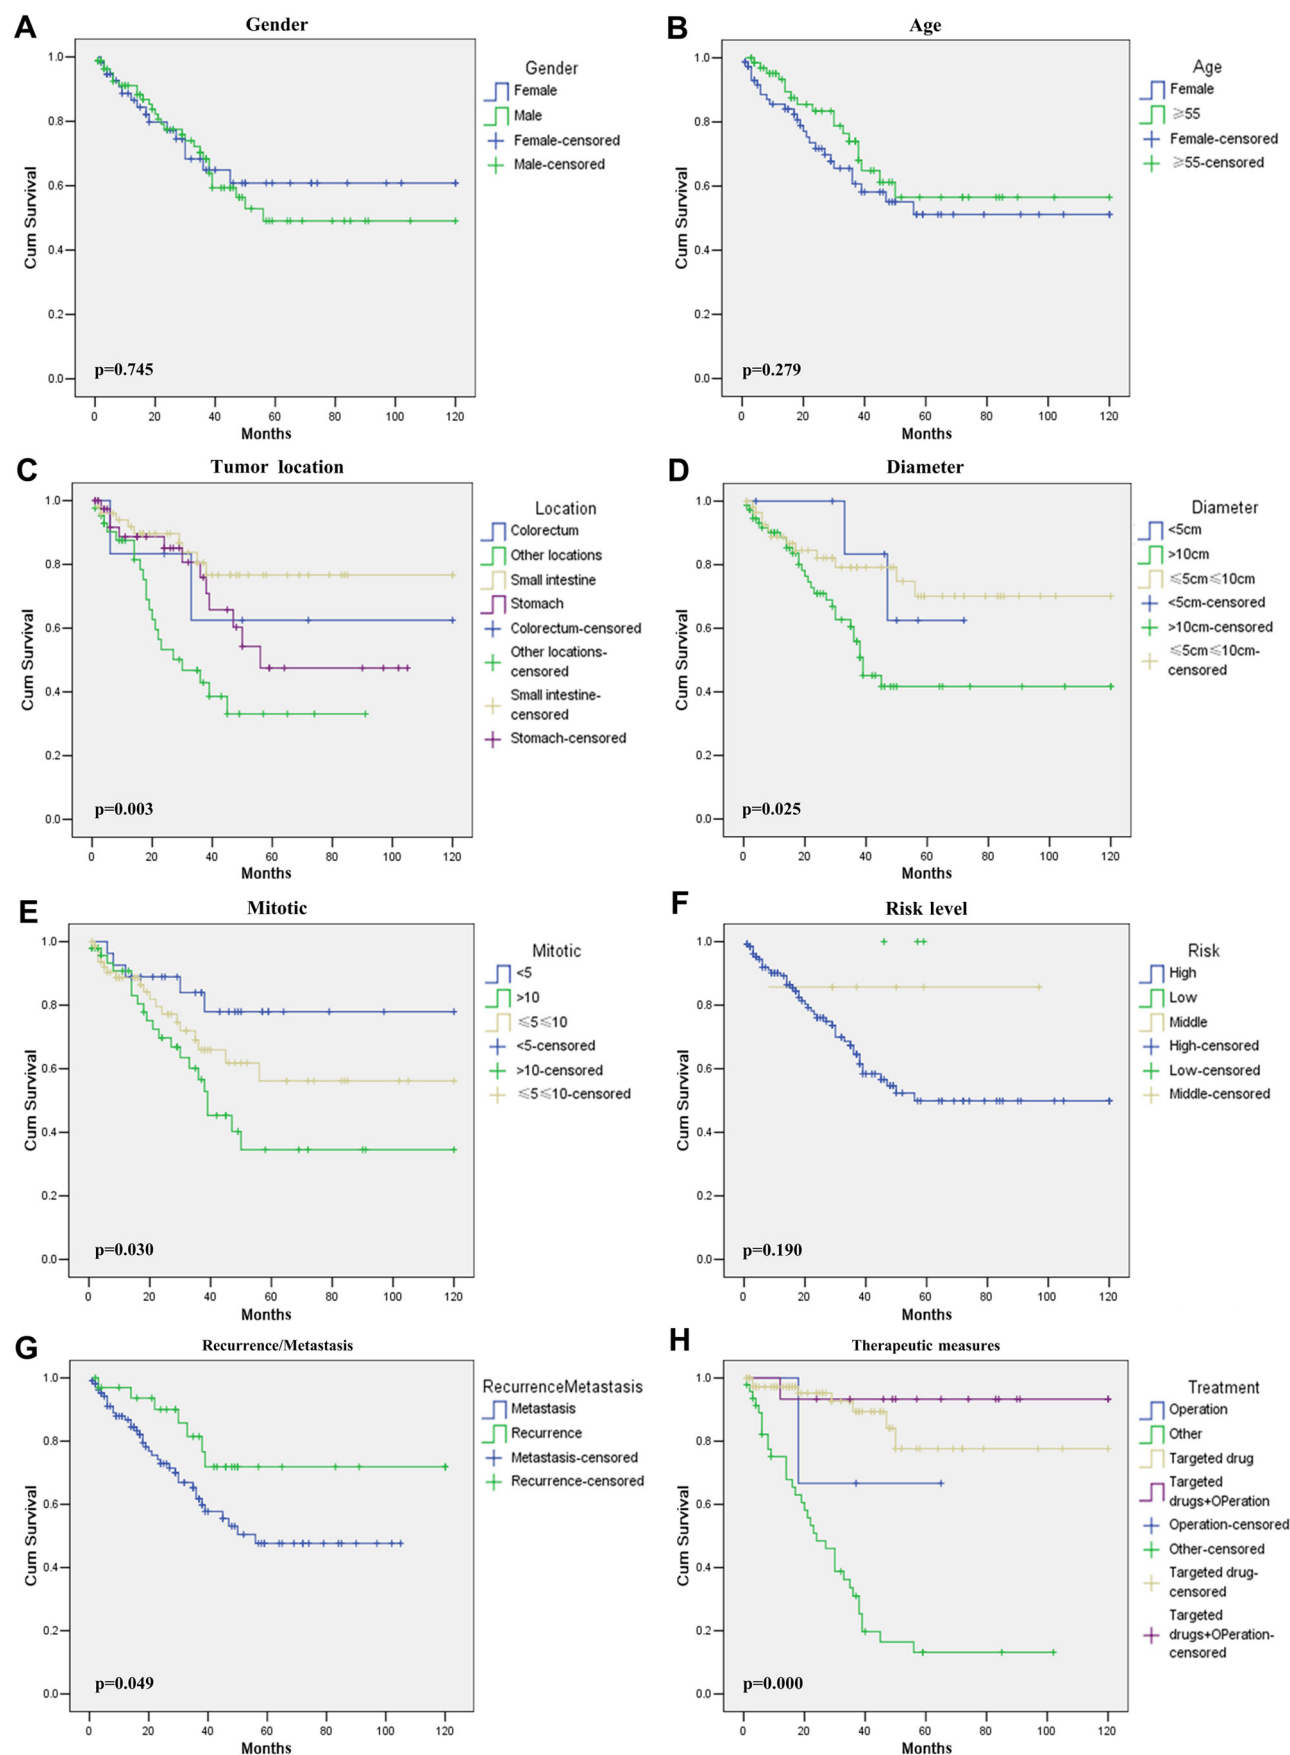 A
Gender
1.0
0.8
0.6
0.4
0.2
0.0
Cum Survival
p=0.745
0 20 40 60 80 100 120
Months
Gender
Female
Male
Female-censored
Male-censored
B
Age
1.0
0.8
0.6
0.4
0.2
0.0
Cum Survival
p=0.279
0 20 40 60 80 100 120
Months
Age
Female
≥55
Female-censored
≥55-censored
C
Tumor location
1.0
0.8
0.6
0.4
0.2
0.0
Cum Survival
p=0.003
0 20 40 60 80 100 120
Months
Location
Colorectum
Other locations
Small intestine
Stomach
Colorectum-censored
Other locations-
censored
Small intestine-
censored
Stomach-censored
D
Diameter
1.0
0.8
0.6
0.4
0.2
0.0
Cum Survival
p=0.025
0 20 40 60 80 100 120
Months
Diameter
<5cm
>10cm
≤5cm≤10cm
<5cm-censored
>10cm-censored
≤5cm≤10cm-
censored
E
Mitotic
1.0
0.8
0.6
0.4
0.2
0.0
Cum Survival
p=0.030
0 20 40 60 80 100 120
Months
Mitotic
<5
>10
≤5≤10
<5-censored
>10-censored
≤5≤10-censored
F
Risk level
1.0
0.8
0.6
0.4
0.2
0.0
Cum Survival
p=0.190
0 20 40 60 80 100 120
Months
Risk
High
Low
Middle
High-censored
Low-censored
Middle-censored
G
Recurrence/Metastasis
1.0
0.8
0.6
0.4
0.2
0.0
Cum Survival
p=0.049
0 20 40 60 80 100 120
Months
RecurrenceMetastasis
Metastasis
Recurrence
Metastasis-censored
Recurrence-censored
H
Therapeutic measures
1.0
0.8
0.6
0.4
0.2
0.0
Cum Survival
p=0.000
0 20 40 60 80 100 120
Months
Treatment
Operation
Other
Targeted drug
Targeted
drugs+OPeration
Operation-censored
Other-censored
Targeted drug-
censored
Targeted
drugs+OPeration-
censored